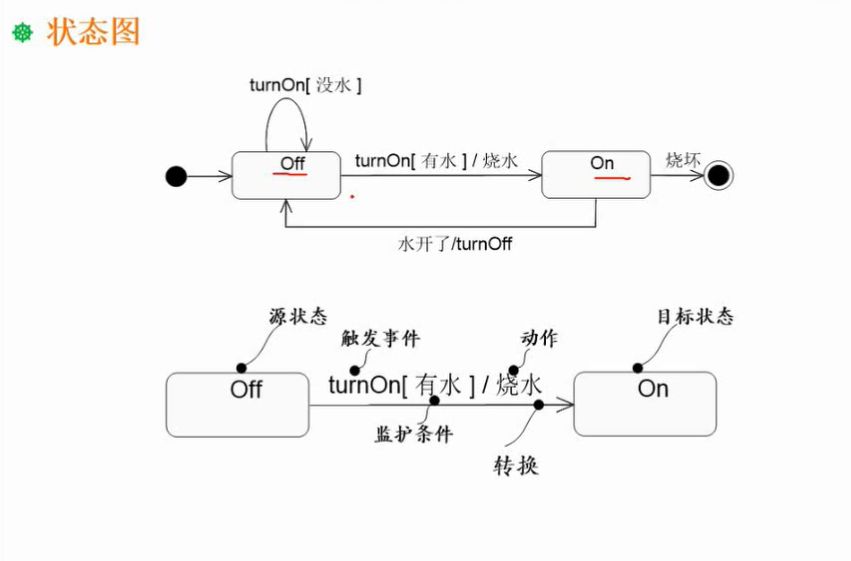 状态图
turnOn[ 没水 ]
Off
turnOn[ 有水 ] / 烧水
On
烧坏
水开了/turnOff
源状态
触发事件
动作
目标状态
Off
turnOn[ 有水 ] / 烧水
On
监护条件
转换